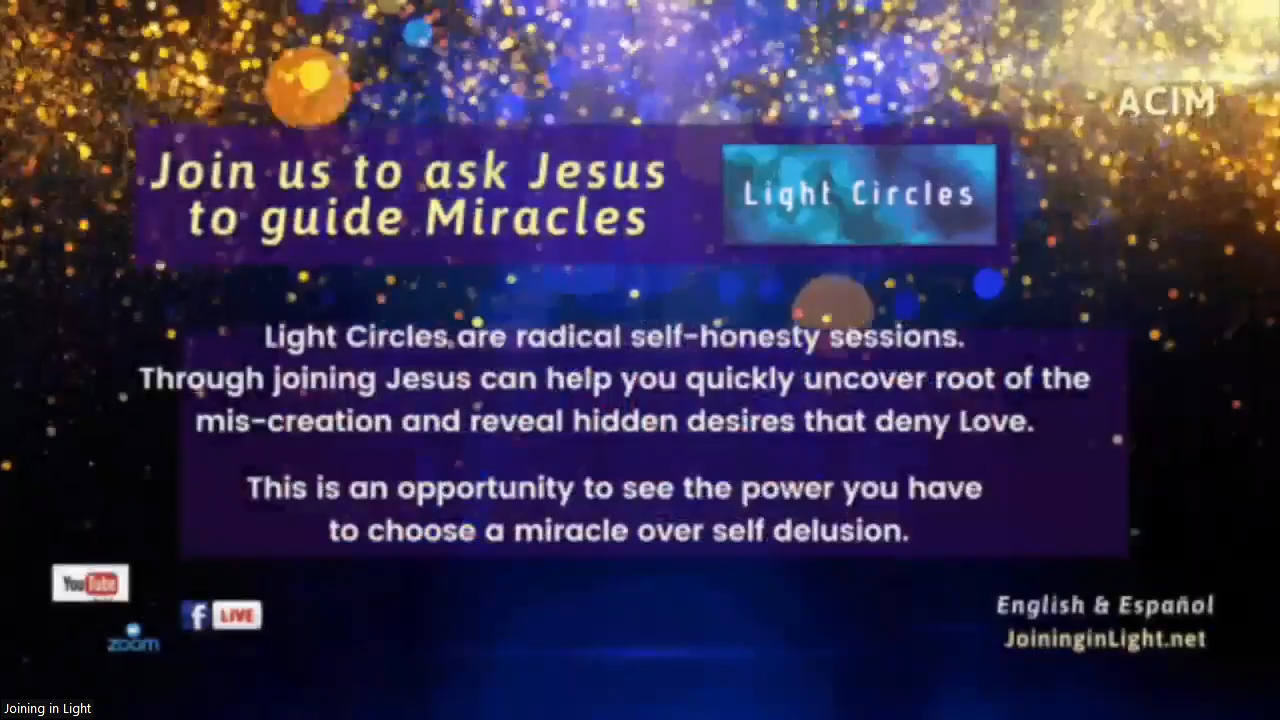 ACIM
Join us to ask Jesus
to guide Miracles
Light Circles
Light Circles are radical self-honesty sessions.
Through joining Jesus can help you quickly uncover root of the
mis-creation and reveal hidden desires that deny Love.
This is an opportunity to see the power you have
to choose a miracle over self delusion.
YouTube
f LIVE
zoom
English & Español
JoininginLight.net
Joining in Light